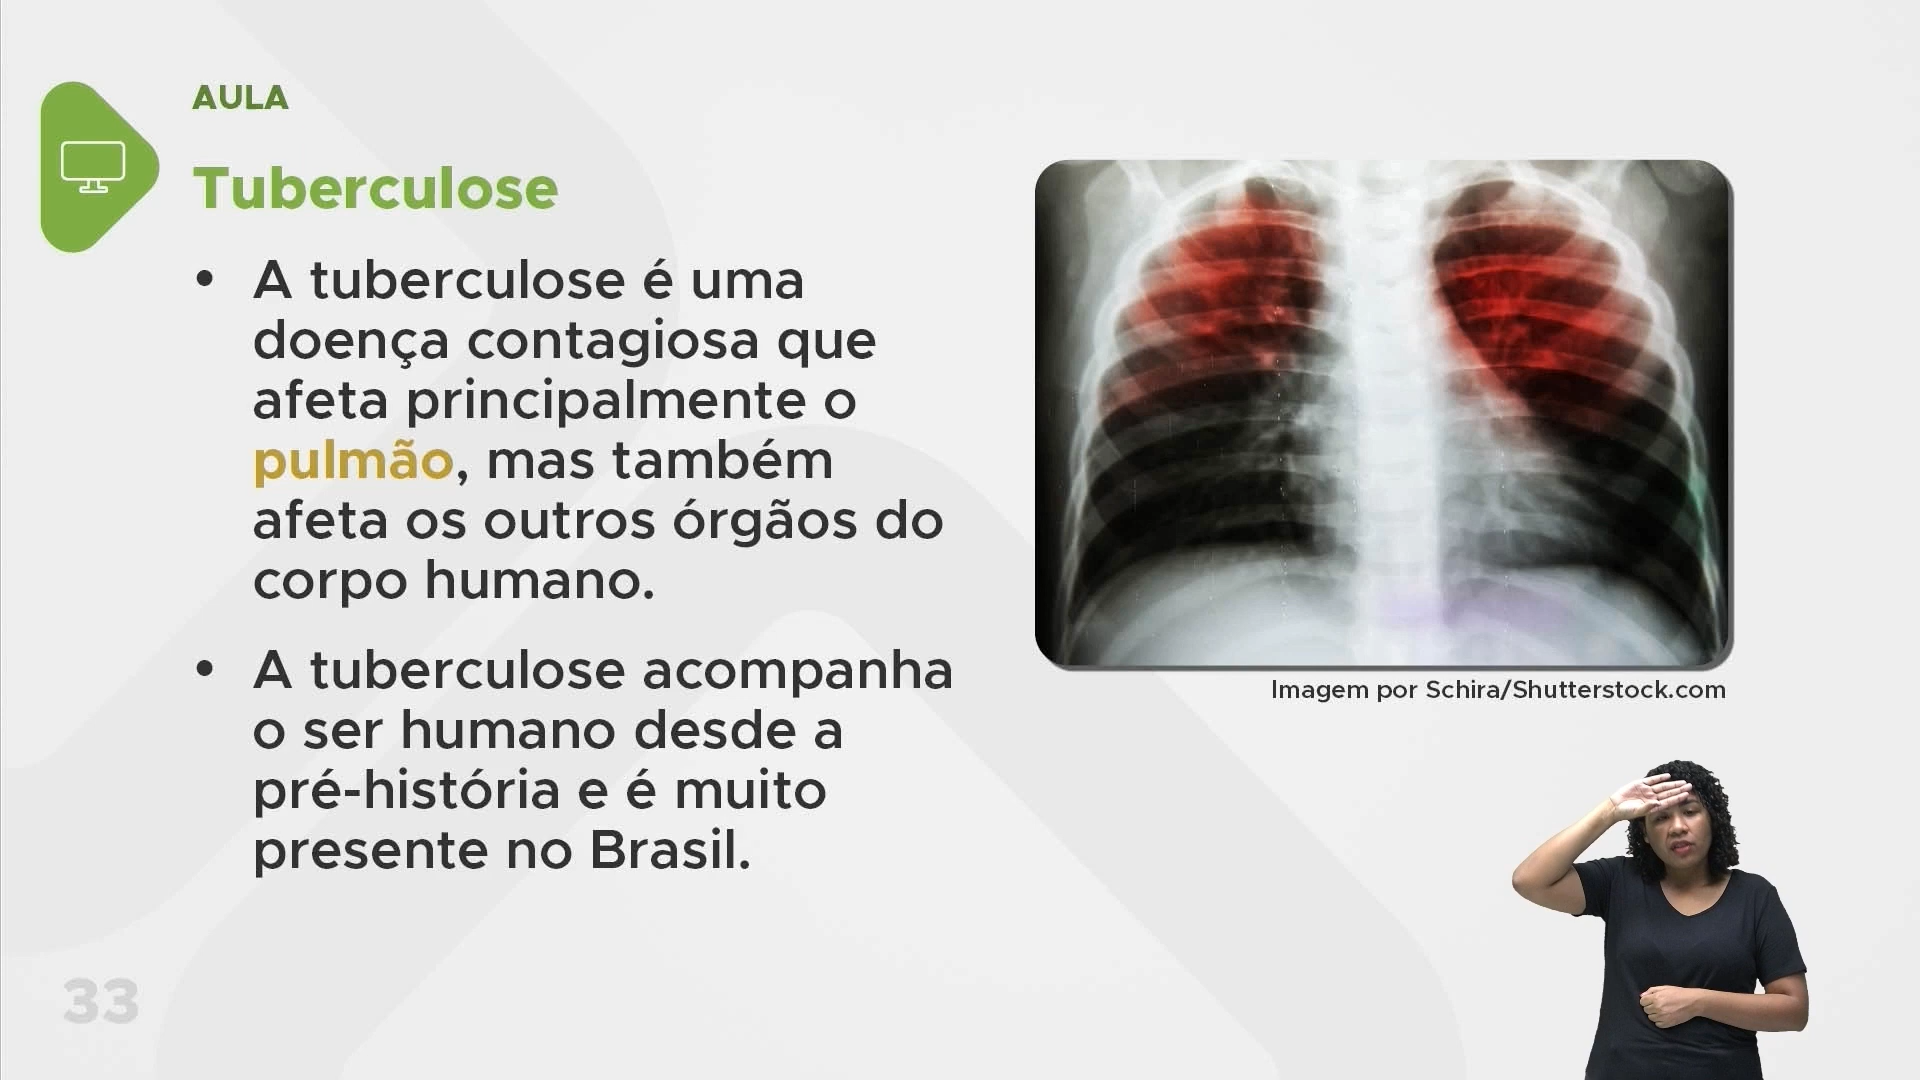 AULA
Tuberculose
• A tuberculose é uma
doença contagiosa que
afeta principalmente o
pulmão, mas também
afeta os outros órgãos do
corpo humano.
• A tuberculose acompanha
o ser humano desde a
pré-história e é muito
presente no Brasil.
Imagem por Schira/Shutterstock.com
33